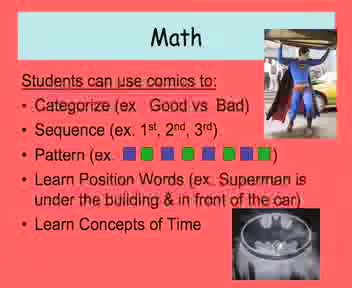 Math
Students can use comics to:
• Categorize (ex Good vs Bad)
• Sequence (ex. 1st, 2nd, 3rd)
• Pattern (ex. )
• Learn Position Words (ex. Superman is
under the building & in front of the car)
• Learn Concepts of Time